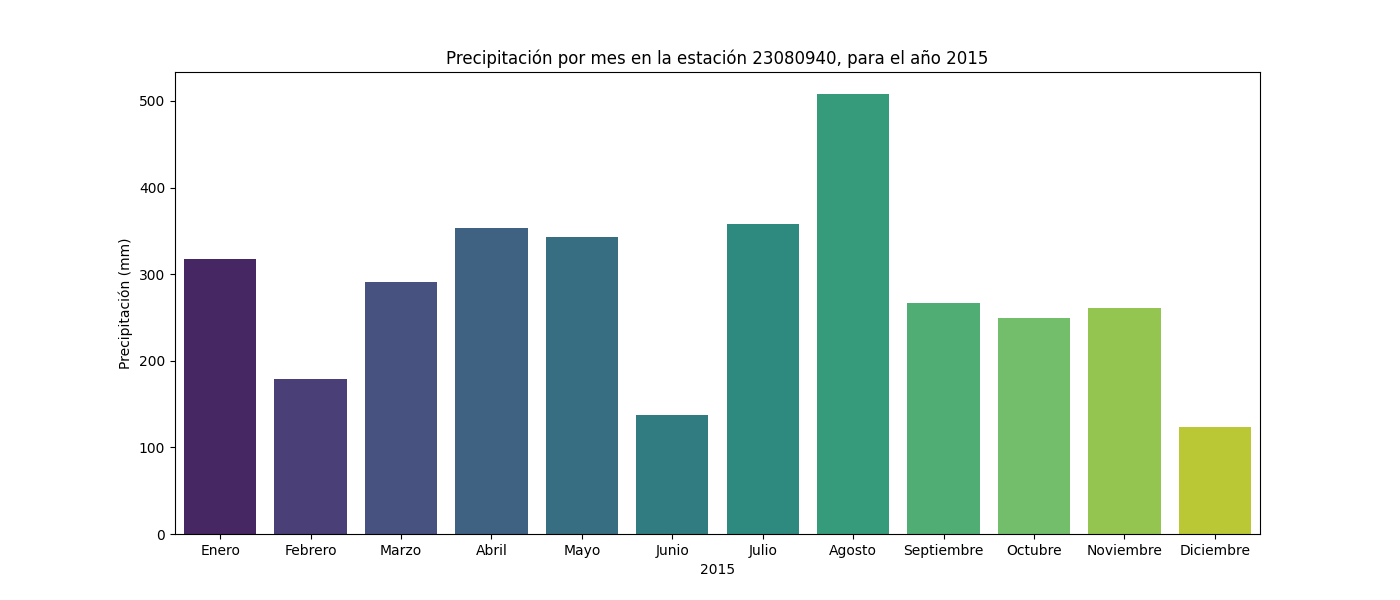 Precipitación por mes en la estación 23080940, para el año 2015
500
400
300
200
100
0
Precipitación (mm)
Enero Febrero Marzo Abril Mayo Junio Julio Agosto Septiembre Octubre Noviembre Diciembre
2015